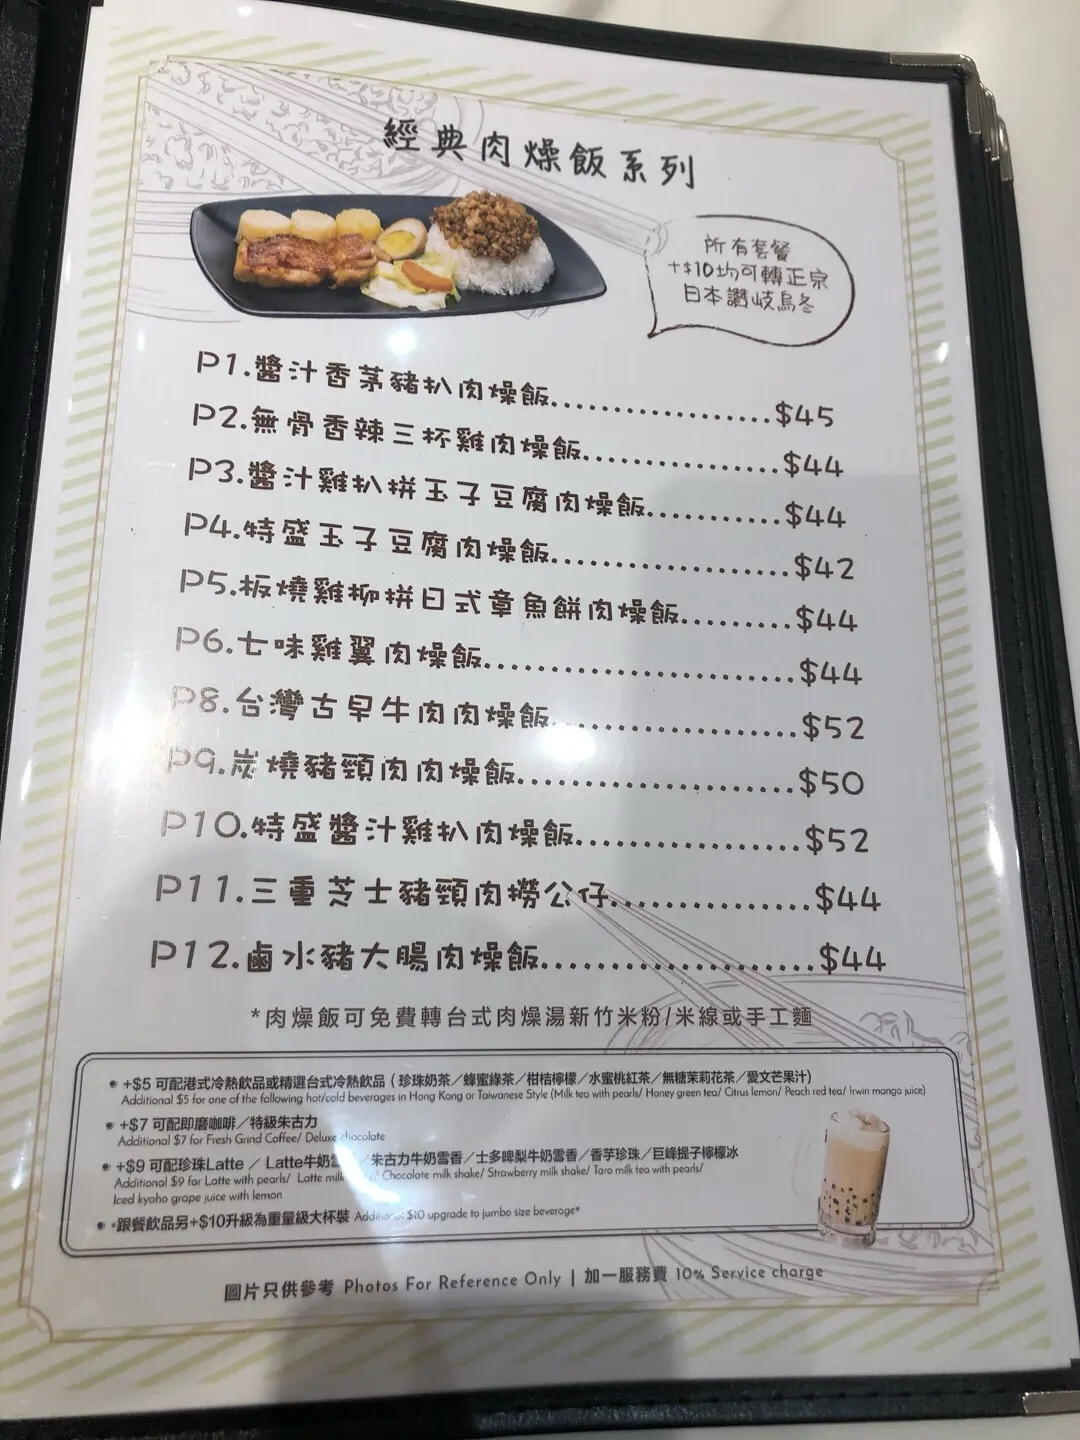 經典肉燥飯系列
所有套餐
+$10均可轉正宗
日本讚岐烏冬
P1.醬汁香茅豬扒肉燥飯..................$45
P2.無骨香辣三杯雞肉燥飯................$44
P3.醬汁雞扒拼玉子豆腐肉燥飯...........$44
P4.特盛玉子豆腐肉燥飯...................$42
P5.板燒雞柳拼日式章魚餅肉燥飯.........$44
P6.七味雞翼肉燥飯.........................$44
P8.台灣古早牛肉肉燥飯....................$52
P9.炭燒豬頸肉肉燥飯......................$50
P10.特盛醬汁雞扒肉燥飯..................$52
P11.三重芝士豬頸肉撈公仔................$44
P12.鹵水豬大腸肉燥飯.....................$44
*肉燥飯可免費轉台式肉燥湯新竹米粉/米線或手工麵
+$5 可配港式冷熱飲品或精選台式冷熱飲品 ( 珍珠奶茶／蜂蜜綠茶／柑桔檸檬／水蜜桃紅茶／無糖茉莉花茶／愛文芒果汁)
Additional $5 for one of the following hot/cold beverages in Hong Kong or Taiwanese Style (Milk tea with pearls/ Honey green tea/ Citrus lemon/ Peach red tea/ Irwin mango juice)
+$7 可配即磨咖啡／特級朱古力
Additional $7 for Fresh Grind Coffee/ Deluxe chocolate
+$9 可配珍珠Latte ／ Latte牛奶雪 ／朱古力牛奶雪香／士多啤梨牛奶雪香／香芋珍珠／巨峰提子檸檬冰
Additional $9 for Latte with pearls/ Latte milk / Chocolate milk shake/ Strawberry milk shake/ Taro milk tea with pearls/
Iced kyoho grape juice with lemon
*跟餐飲品另+$10升級為重量級大杯裝 Additional $10 upgrade to jumbo size beverage*
圖片只供參考 Photos For Reference Only | 加一服務費 10% Service charge